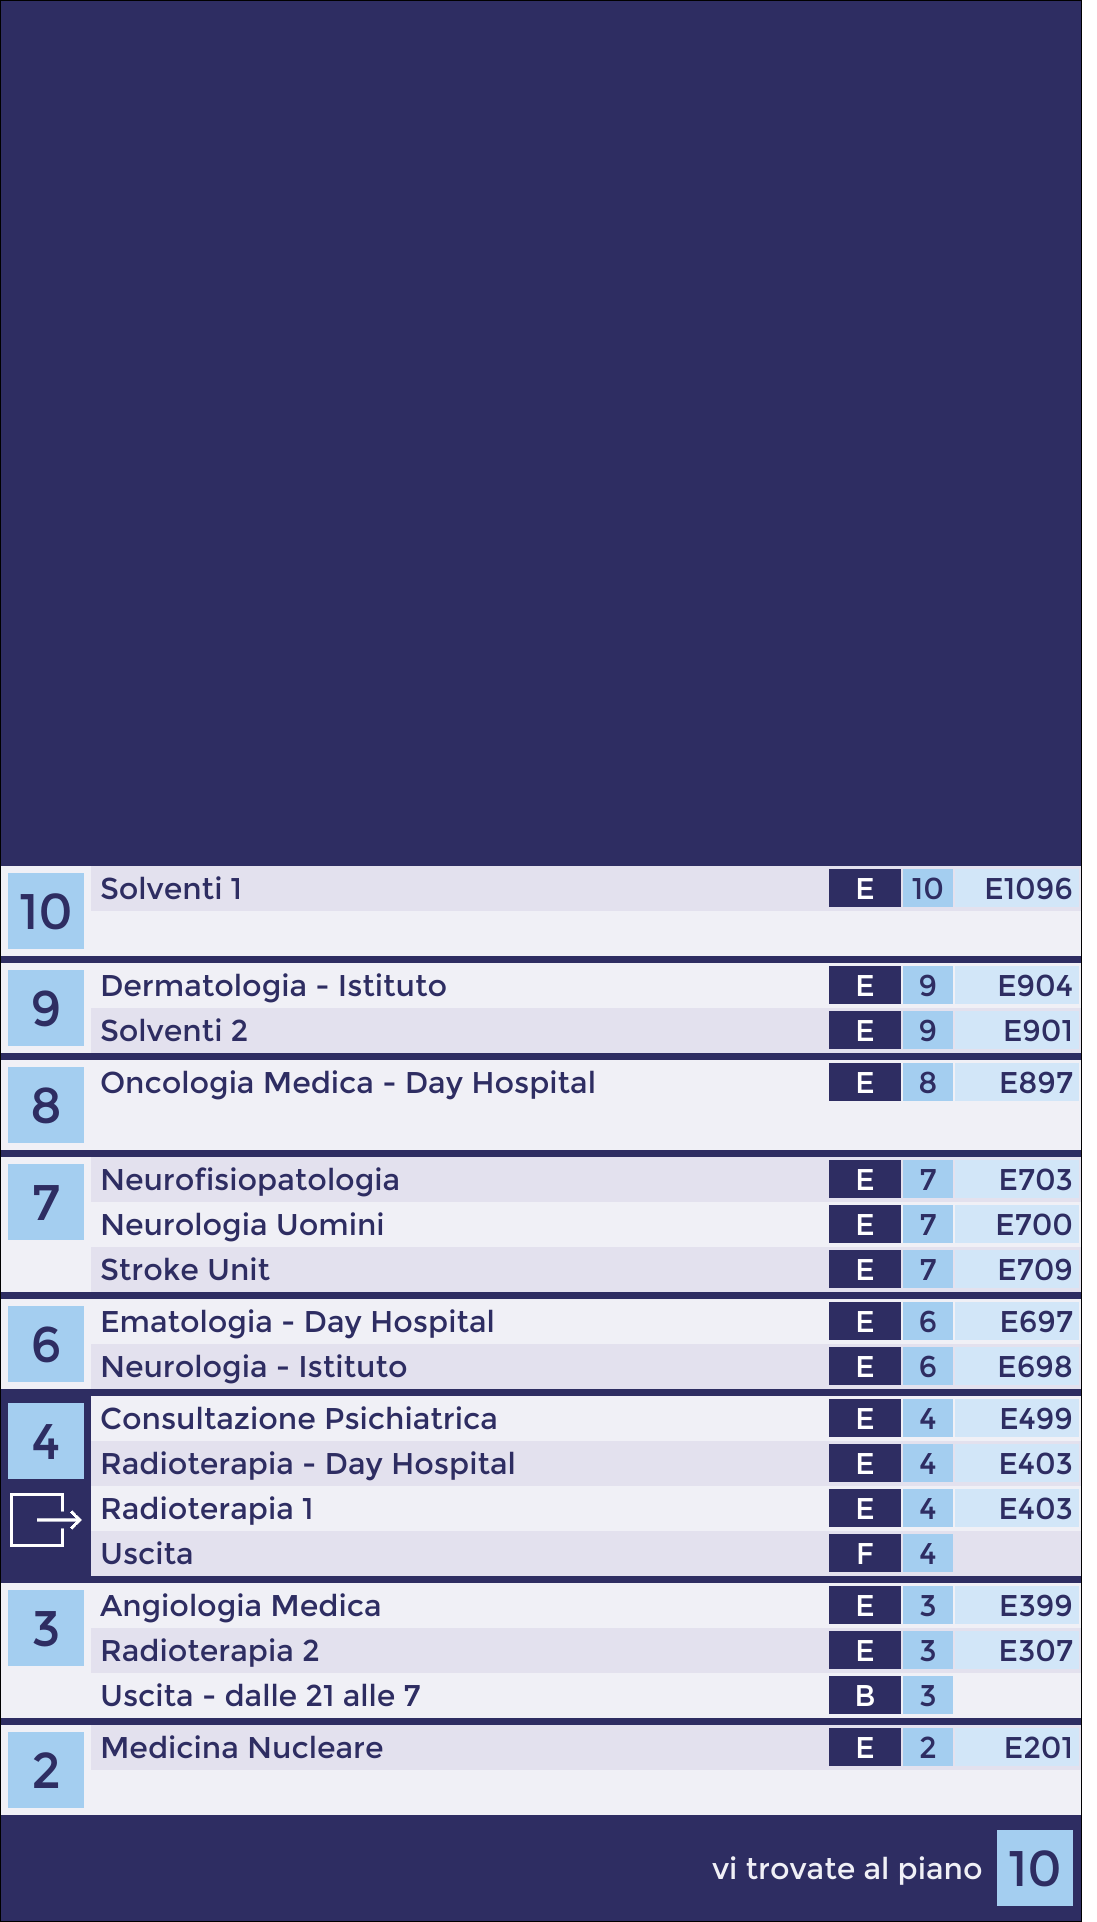 10 Solventi 1 E 10 E1096
9 Dermatologia - Istituto E 9 E904
Solventi 2 E 9 E901
8 Oncologia Medica - Day Hospital E 8 E897
7 Neurofisiopatologia E 7 E703
Neurologia Uomini E 7 E700
Stroke Unit E 7 E709
6 Ematologia - Day Hospital E 6 E697
Neurologia - Istituto E 6 E698
4 Consultazione Psichiatrica E 4 E499
Radioterapia - Day Hospital E 4 E403
Radioterapia 1 E 4 E403
Uscita F 4
3 Angiologia Medica E 3 E399
Radioterapia 2 E 3 E307
Uscita - dalle 21 alle 7 B 3
2 Medicina Nucleare E 2 E201
vi trovate al piano 10